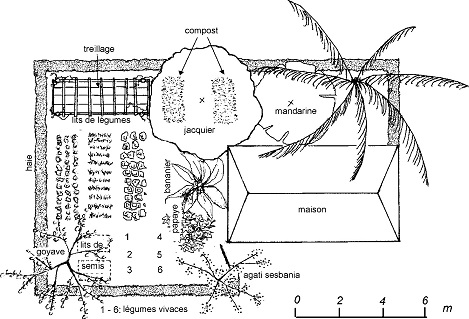 compost
treillage
mandarine
lits de légumes
jacquier
haie
bananier
papaye
maison
goyave
lits de
semis
1 4
2 5
3 6
agati sesbania
1 - 6: légumes vivaces
0 2 4 6 m